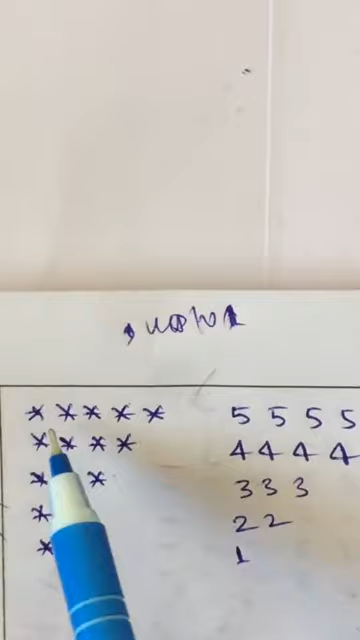 * * * * * 5 5 5 5
* * * * 4 4 4 4
* * 3 3 3
* 2 2
* 1